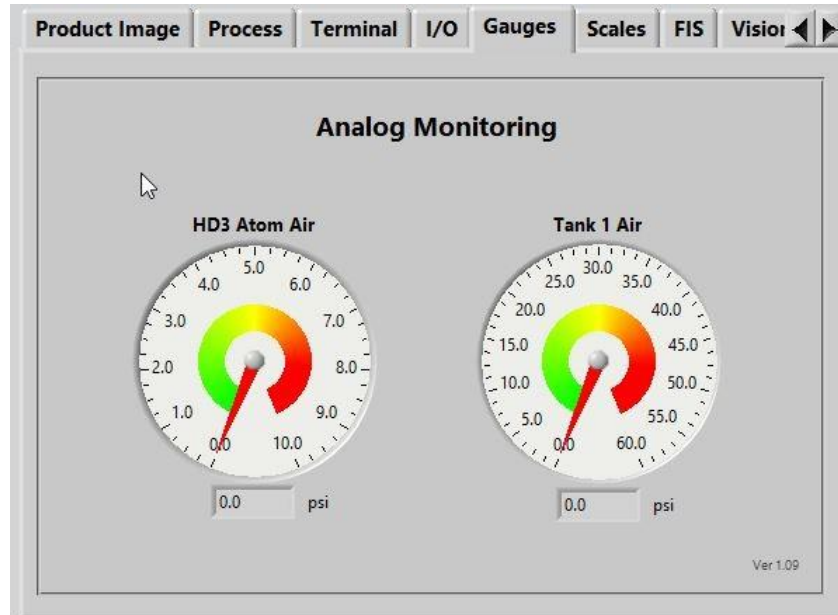 Product Image Process Terminal I/O Gauges Scales FIS Vision
Analog Monitoring
HD3 Atom Air
0.0 1.0 2.0 3.0 4.0 5.0 6.0 7.0 8.0 9.0 10.0
0.0 psi
Tank 1 Air
0.0 5.0 10.0 15.0 20.0 25.0 30.0 35.0 40.0 45.0 50.0 55.0 60.0
0.0 psi
Ver 1.09